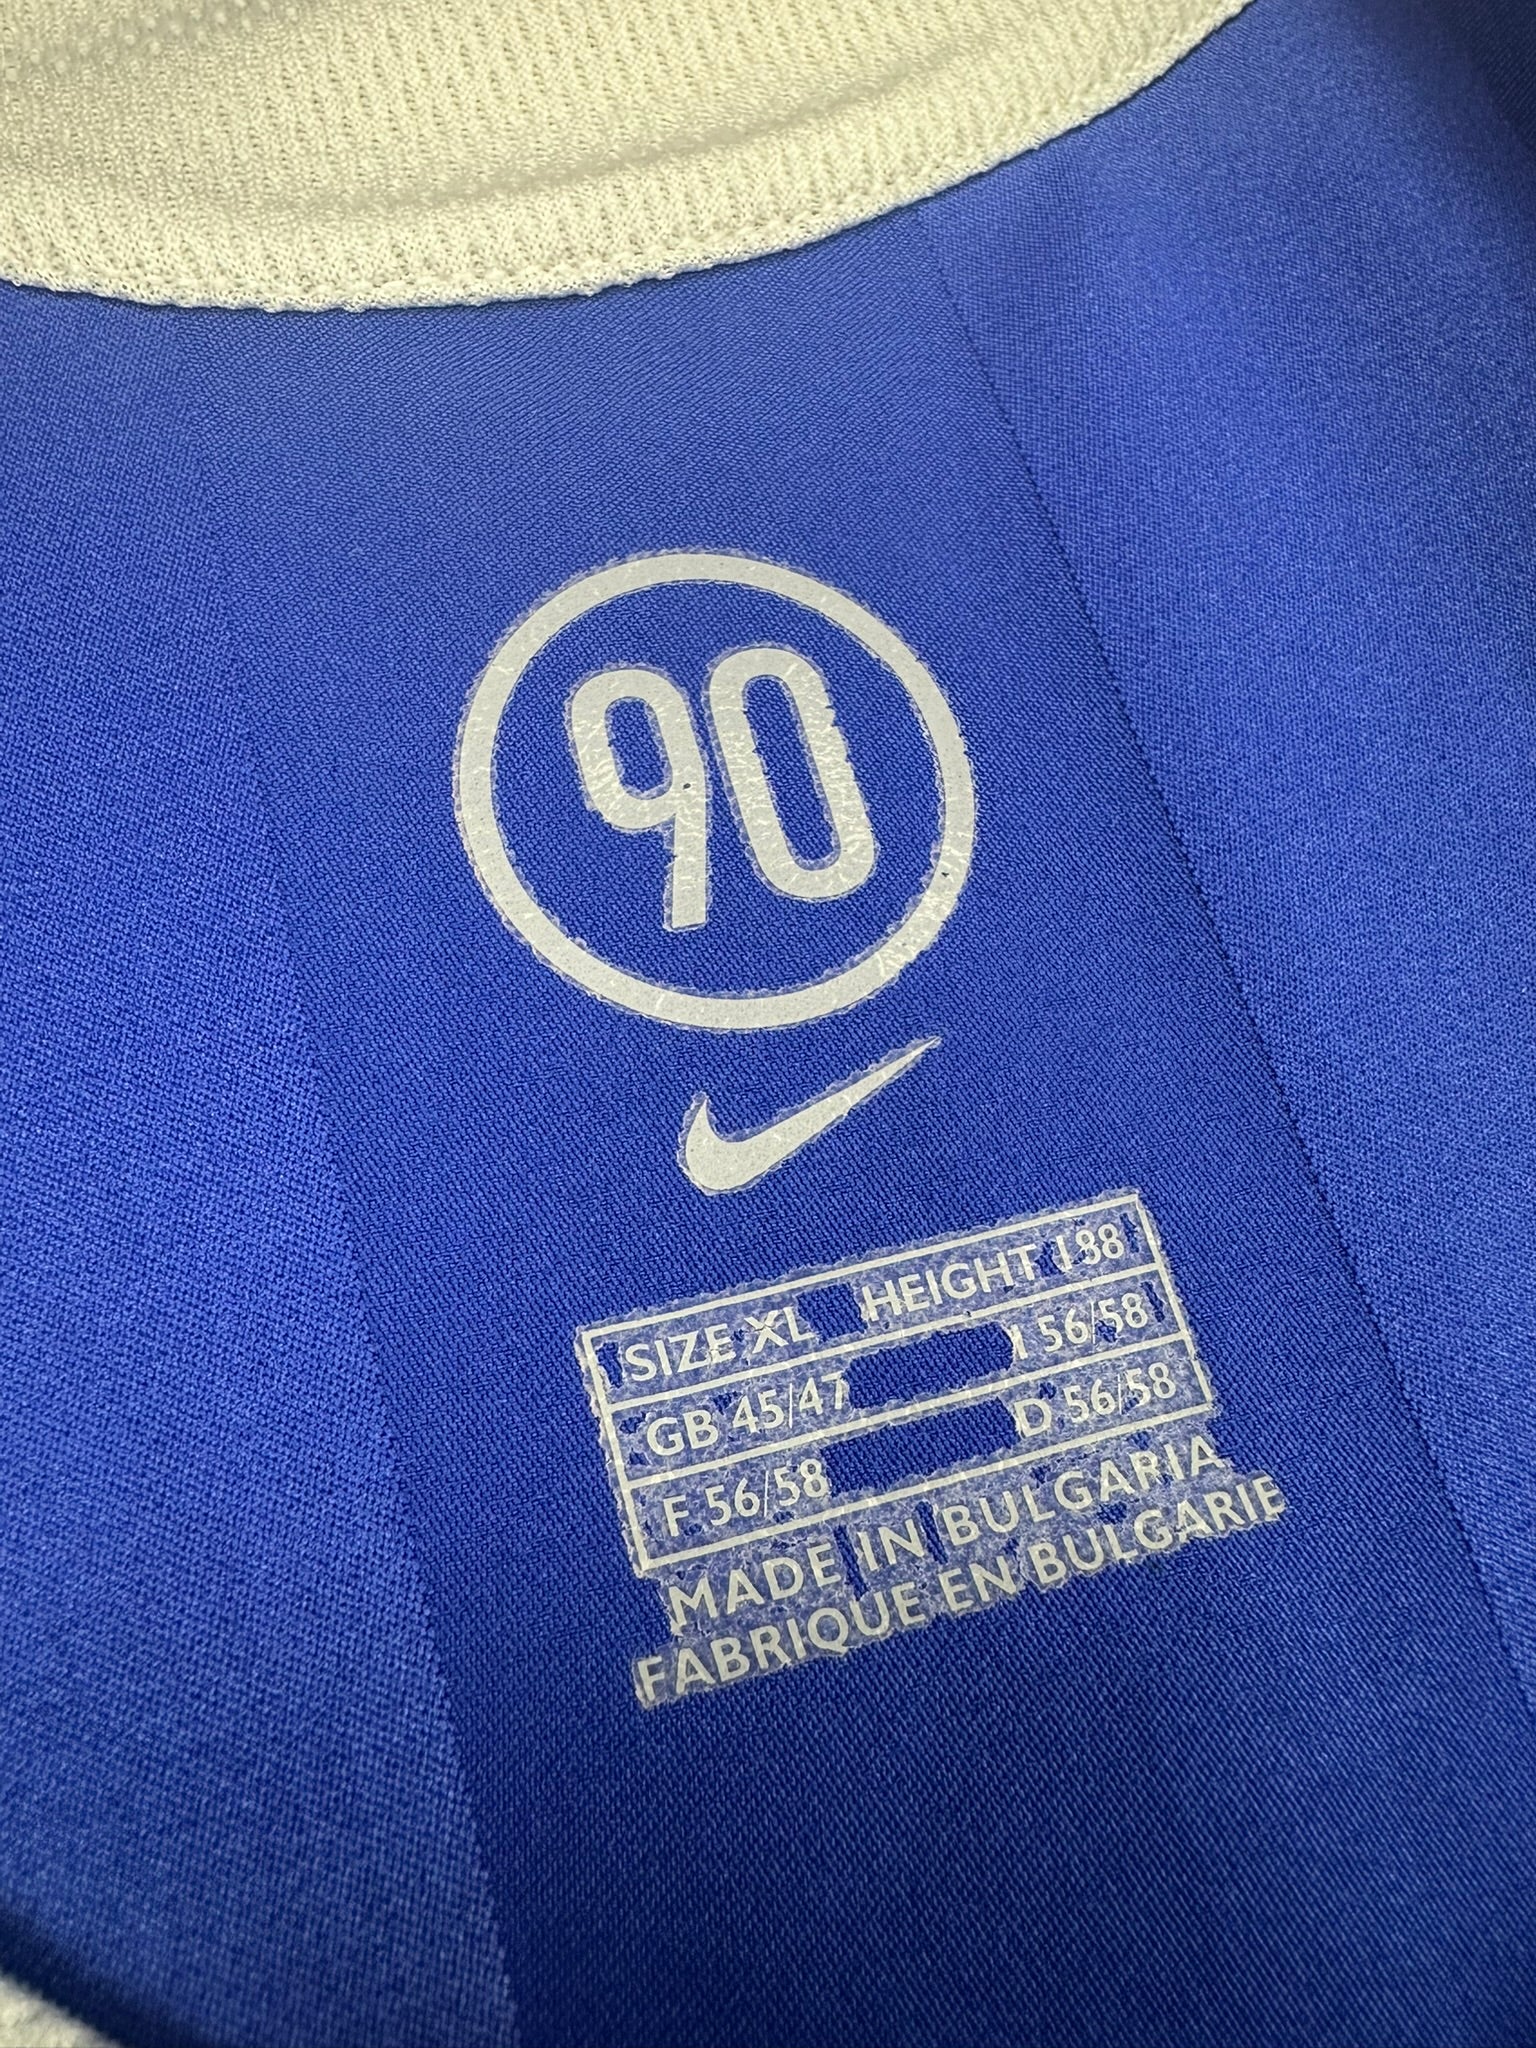 90
SIZE XL HEIGHT 188
GB 45/47 I 56/58
F 56/58 D 56/58
MADE IN BULGARIA
FABRIQUE EN BULGARIE